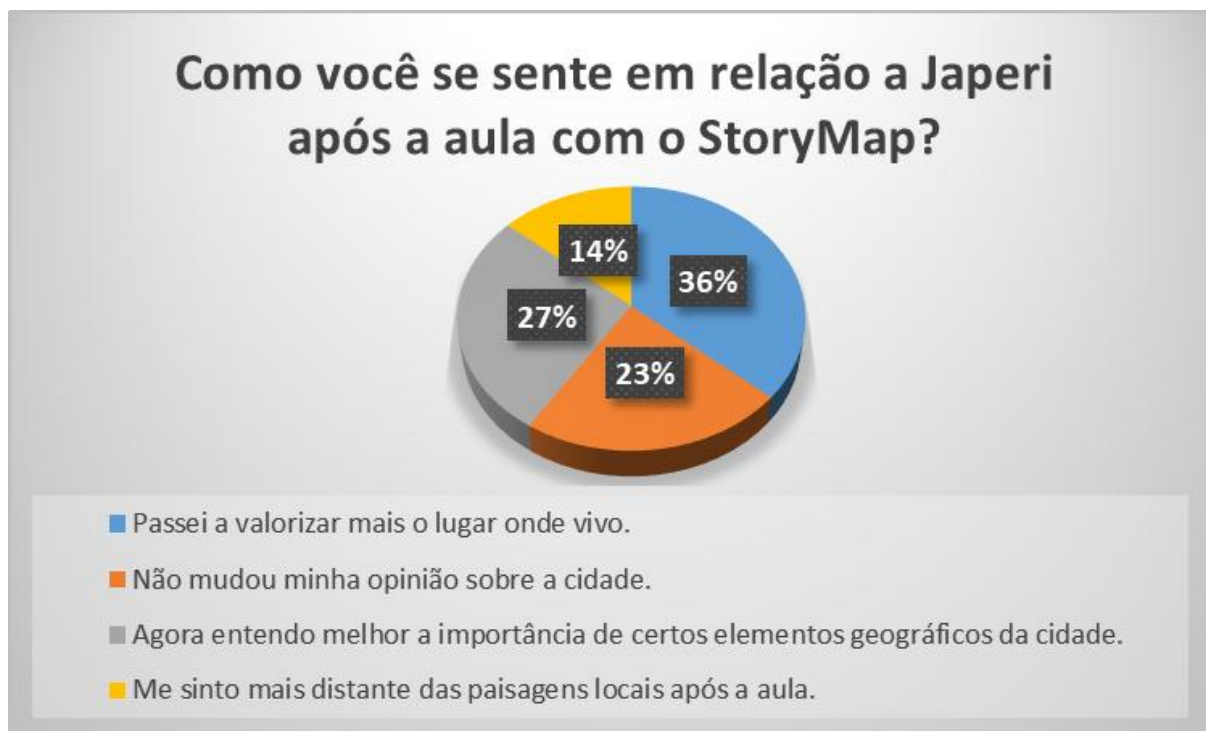 Como você se sente em relação a Japeri
após a aula com o StoryMap?
14%
36%
27%
23%
Passei a valorizar mais o lugar onde vivo.
Não mudou minha opinião sobre a cidade.
Agora entendo melhor a importância de certos elementos geográficos da cidade.
Me sinto mais distante das paisagens locais após a aula.